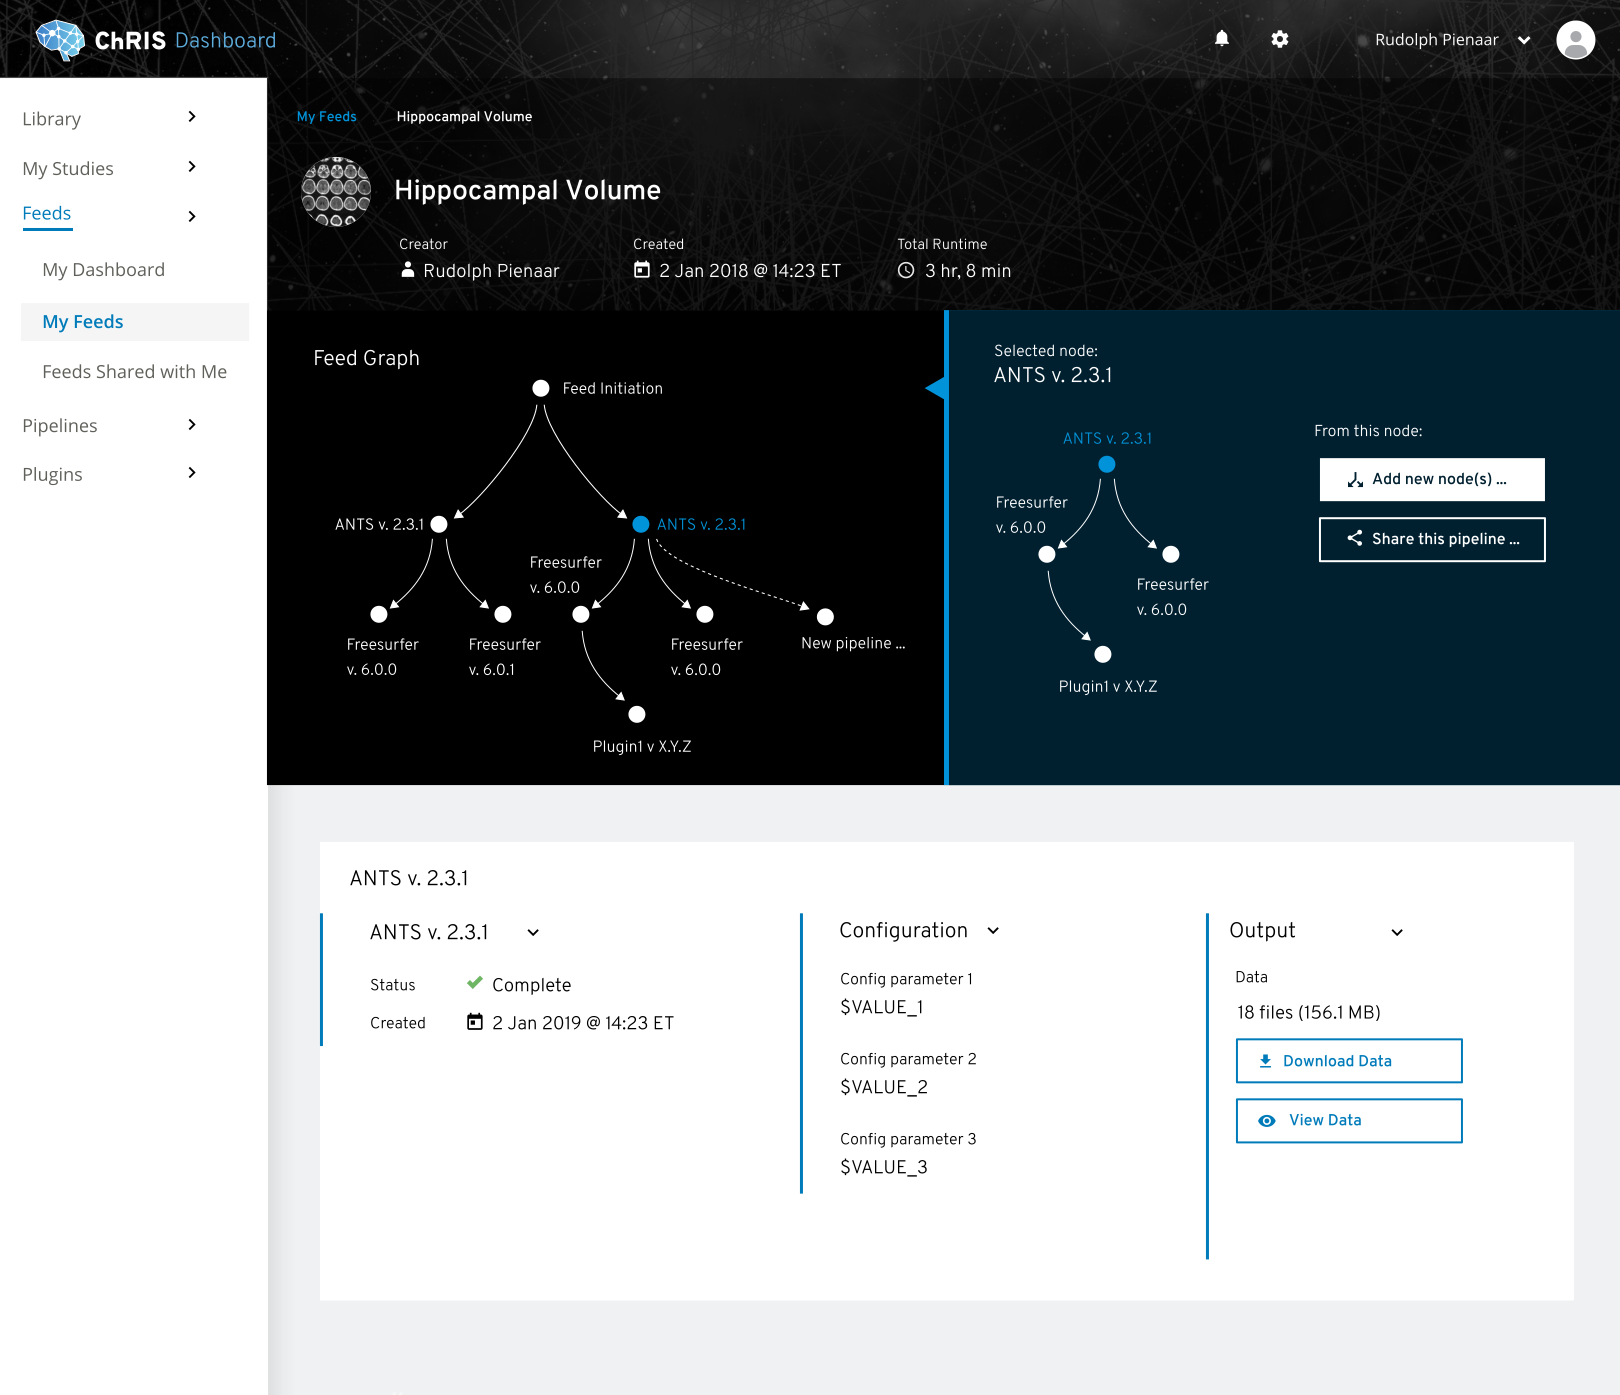 ChRIS Dashboard
Rudolph Pienaar
Library
My Studies
Feeds
My Dashboard
My Feeds
Feeds Shared with Me
Pipelines
Plugins
My Feeds
Hippocampal Volume
Hippocampal Volume
Creator
Rudolph Pienaar
Created
2 Jan 2018 @ 14:23 ET
Total Runtime
3 hr, 8 min
Feed Graph
Feed Initiation
ANTS v. 2.3.1
ANTS v. 2.3.1
Freesurfer
v. 6.0.0
Freesurfer
v. 6.0.0
Freesurfer
v. 6.0.1
Freesurfer
v. 6.0.0
New pipeline ...
Plugin1 v X.Y.Z
Selected node:
ANTS v. 2.3.1
ANTS v. 2.3.1
Freesurfer
v. 6.0.0
Freesurfer
v. 6.0.0
Plugin1 v X.Y.Z
From this node:
Add new node(s) ...
Share this pipeline ...
ANTS v. 2.3.1
ANTS v. 2.3.1
Status
Complete
Created
2 Jan 2019 @ 14:23 ET
Configuration
Config parameter 1
$VALUE_1
Config parameter 2
$VALUE_2
Config parameter 3
$VALUE_3
Output
Data
18 files (156.1 MB)
Download Data
View Data